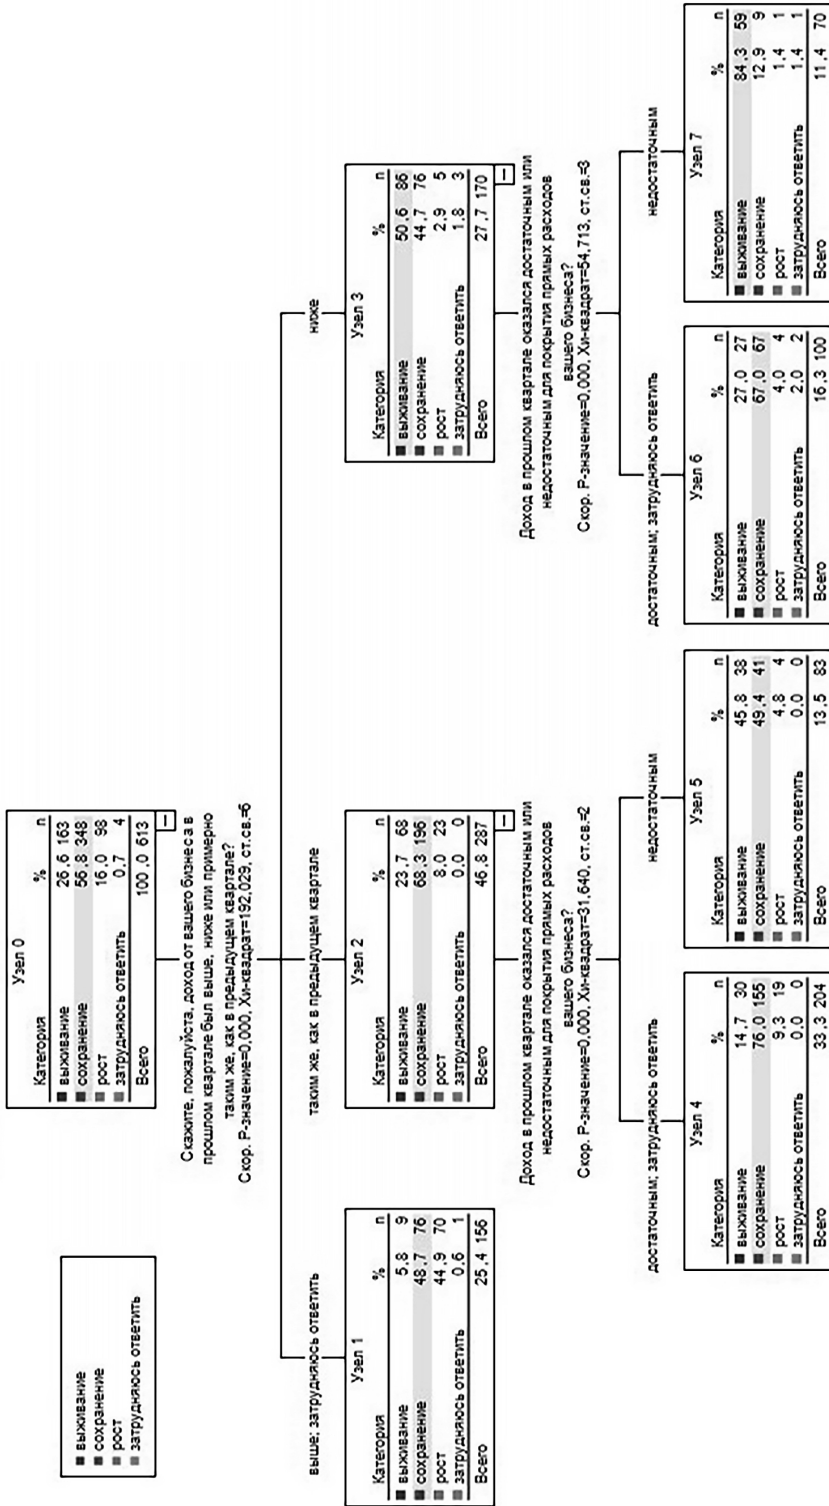 выживание
сохранение
рост
затрудняюсь ответить
Узел 0
Категория % n
выживание 26,6 163
сохранение 56,8 348
рост 16,0 98
затрудняюсь ответить 0,7 4
Всего 100,0 613
Скажите, пожалуйста, доход от вашего бизнеса в
прошлом квартале был выше, ниже или примерно
таким же, как в предыдущем квартале?
Скор. Р-значение=0,000, Хи-квадрат=192,029, ст.св.=6
выше; затрудняюсь ответить
таким же, как в предыдущем квартале
ниже
Узел 1
Категория % n
выживание 5,8 9
сохранение 48,7 76
рост 44,9 70
затрудняюсь ответить 0,6 1
Всего 25,4 156
Узел 2
Категория % n
выживание 23,7 68
сохранение 68,3 196
рост 8,0 23
затрудняюсь ответить 0,0 0
Всего 46,8 287
Узел 3
Категория % n
выживание 50,6 86
сохранение 44,7 76
рост 2,9 5
затрудняюсь ответить 1,8 3
Всего 27,7 170
Доход в прошлом квартале оказался достаточным или
недостаточным для покрытия прямых расходов
вашего бизнеса?
Скор. Р-значение=0,000, Хи-квадрат=31,640, ст.св.=2
Доход в прошлом квартале оказался достаточным или
недостаточным для покрытия прямых расходов
вашего бизнеса?
Скор. Р-значение=0,000, Хи-квадрат=54,713, ст.св.=3
достаточным; затрудняюсь ответить
недостаточным
достаточным; затрудняюсь ответить
недостаточным
Узел 4
Категория % n
выживание 14,7 30
сохранение 76,0 155
рост 9,3 19
затрудняюсь ответить 0,0 0
Всего 33,3 204
Узел 5
Категория % n
выживание 45,8 38
сохранение 49,4 41
рост 4,8 4
затрудняюсь ответить 0,0 0
Всего 13,5 83
Узел 6
Категория % n
выживание 27,0 27
сохранение 67,0 67
рост 4,0 4
затрудняюсь ответить 2,0 2
Всего 16,3 100
Узел 7
Категория % n
выживание 84,3 59
сохранение 12,9 9
рост 1,4 1
затрудняюсь ответить 1,4 1
Всего 11,4 70